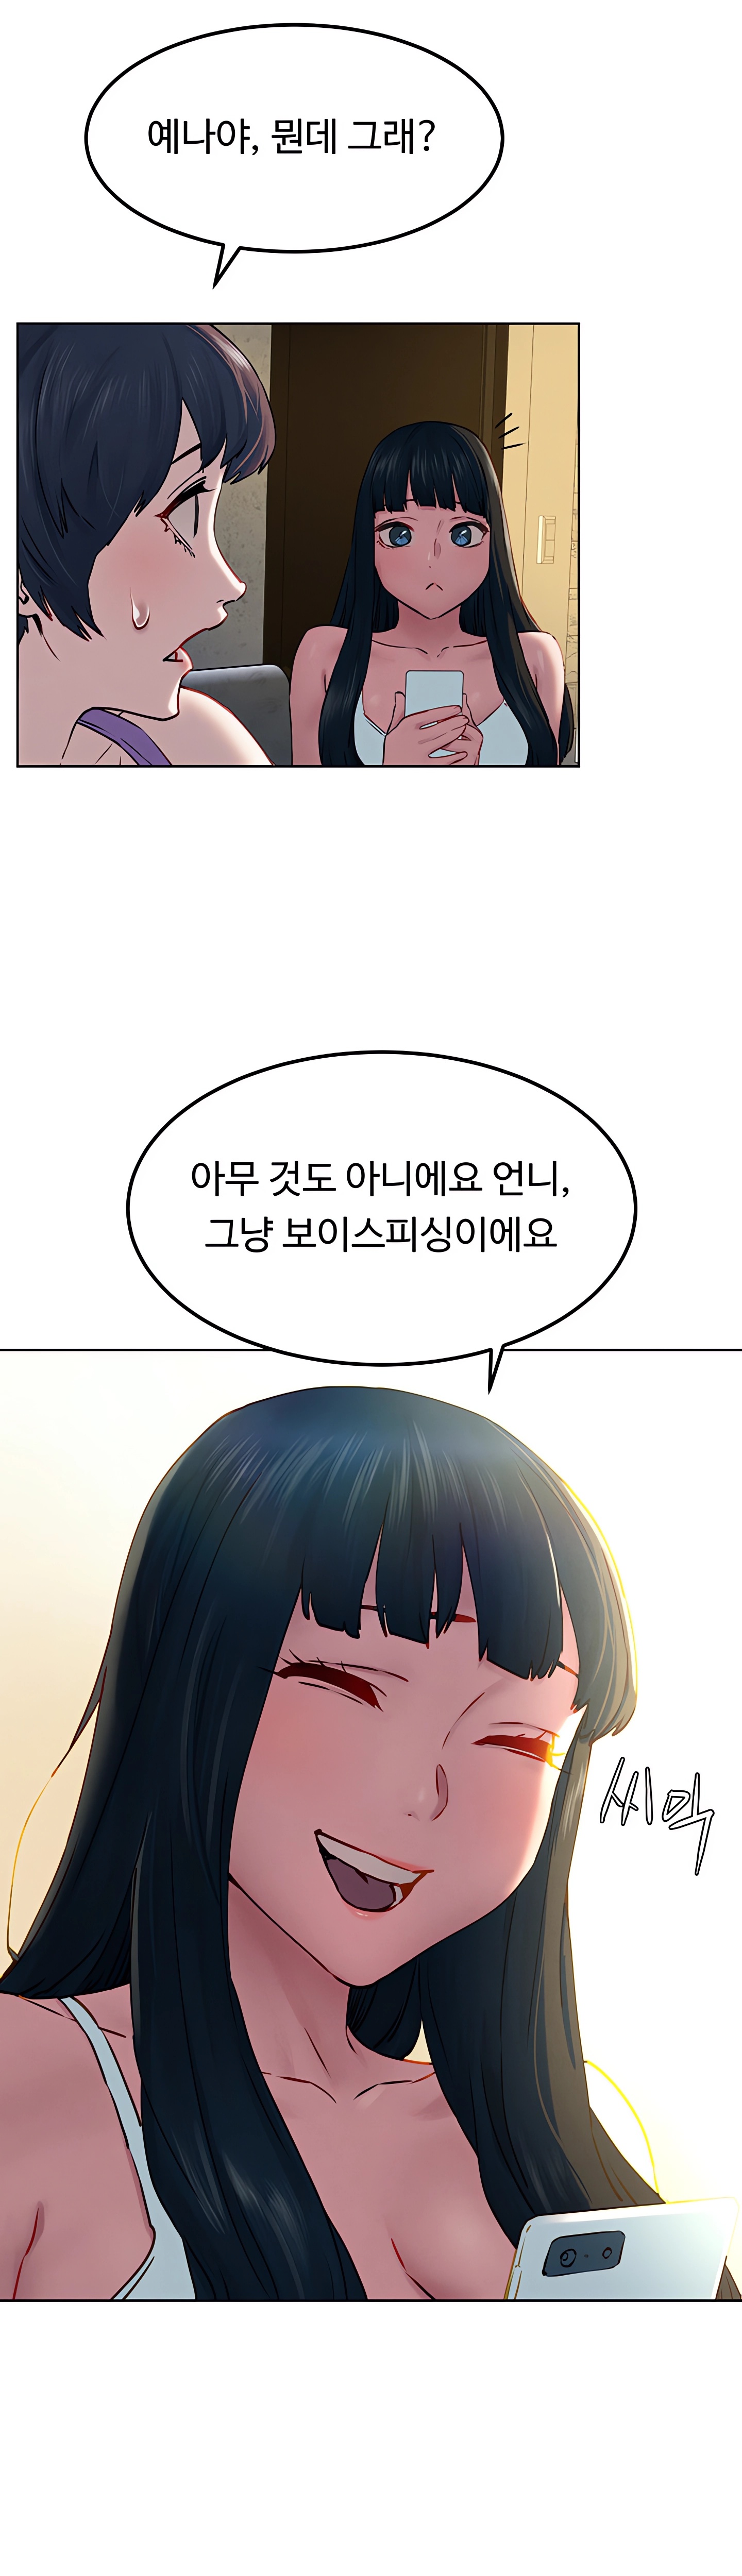 예나야, 뭔데 그래?
아무 것도 아니에요 언니,
그냥 보이스피싱이에요
씨익